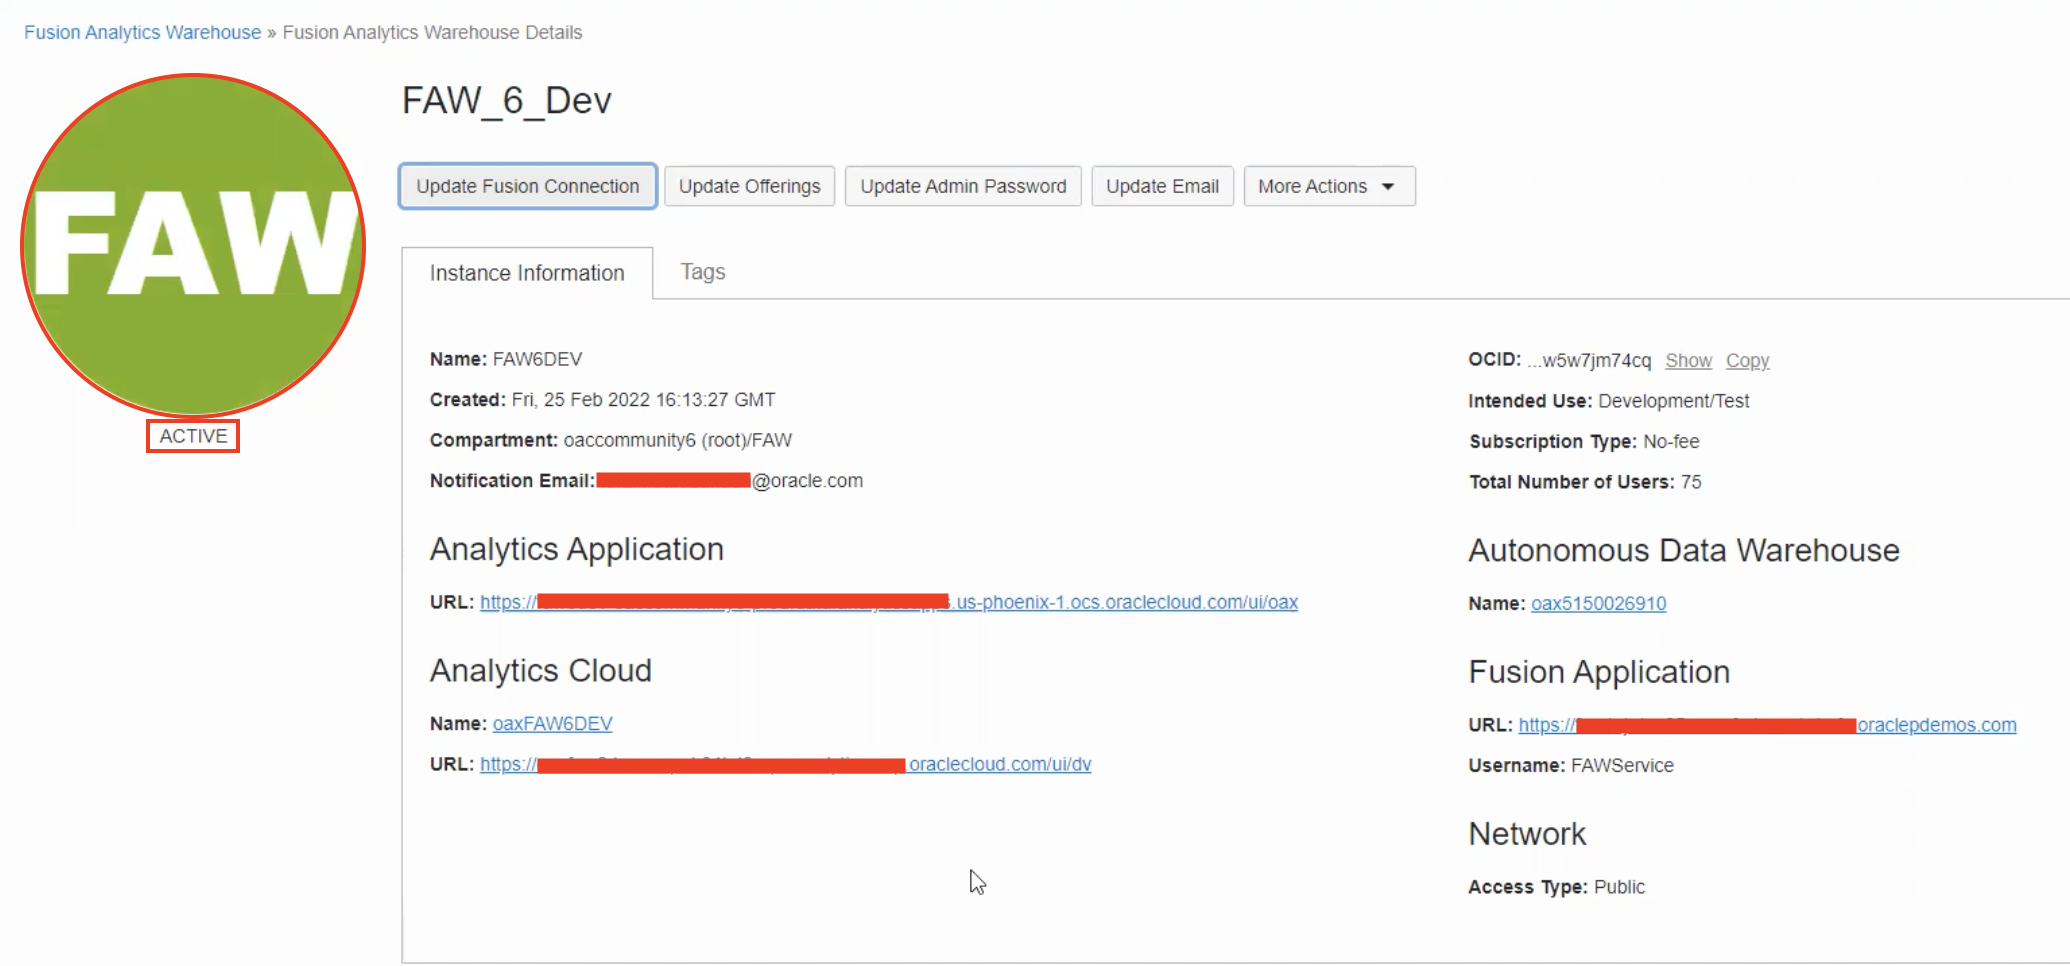 Fusion Analytics Warehouse » Fusion Analytics Warehouse Details
FAW
ACTIVE
FAW_6_Dev
Update Fusion Connection
Update Offerings
Update Admin Password
Update Email
More Actions
Instance Information
Tags
Name: FAW6DEV
Created: Fri, 25 Feb 2022 16:13:27 GMT
Compartment: oaccommunity6 (root)/FAW
Notification Email: @oracle.com
Analytics Application
URL: https:// .us-phoenix-1.ocs.oraclecloud.com/ui/oax
Analytics Cloud
Name: oaxFAW6DEV
URL: https:// .oraclecloud.com/ui/dv
OCID: ...w5w7jm74cq Show Copy
Intended Use: Development/Test
Subscription Type: No-fee
Total Number of Users: 75
Autonomous Data Warehouse
Name: oax5150026910
Fusion Application
URL: https:// oraclepdemos.com
Username: FAWService
Network
Access Type: Public